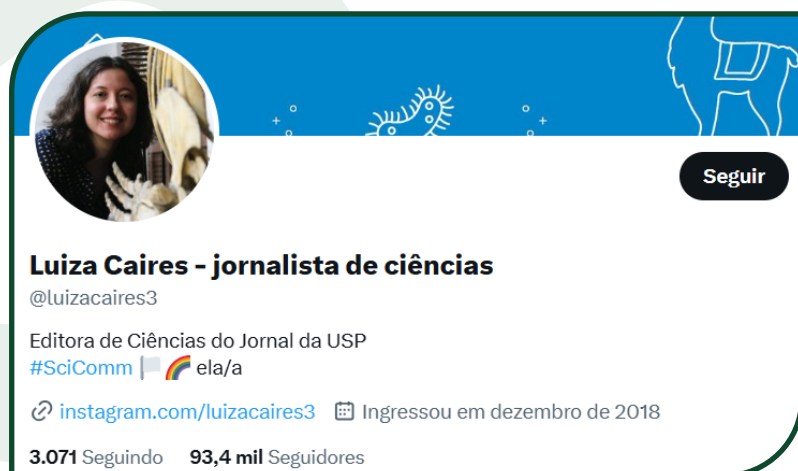 Seguir
Luiza Caires - jornalista de ciências
@luizacaires3
Editora de Ciências do Jornal da USP
#SciComm 🏳️🌈 ela/a
instagram.com/luizacaires3 Ingressou em dezembro de 2018
3.071 Seguindo 93,4 mil Seguidores